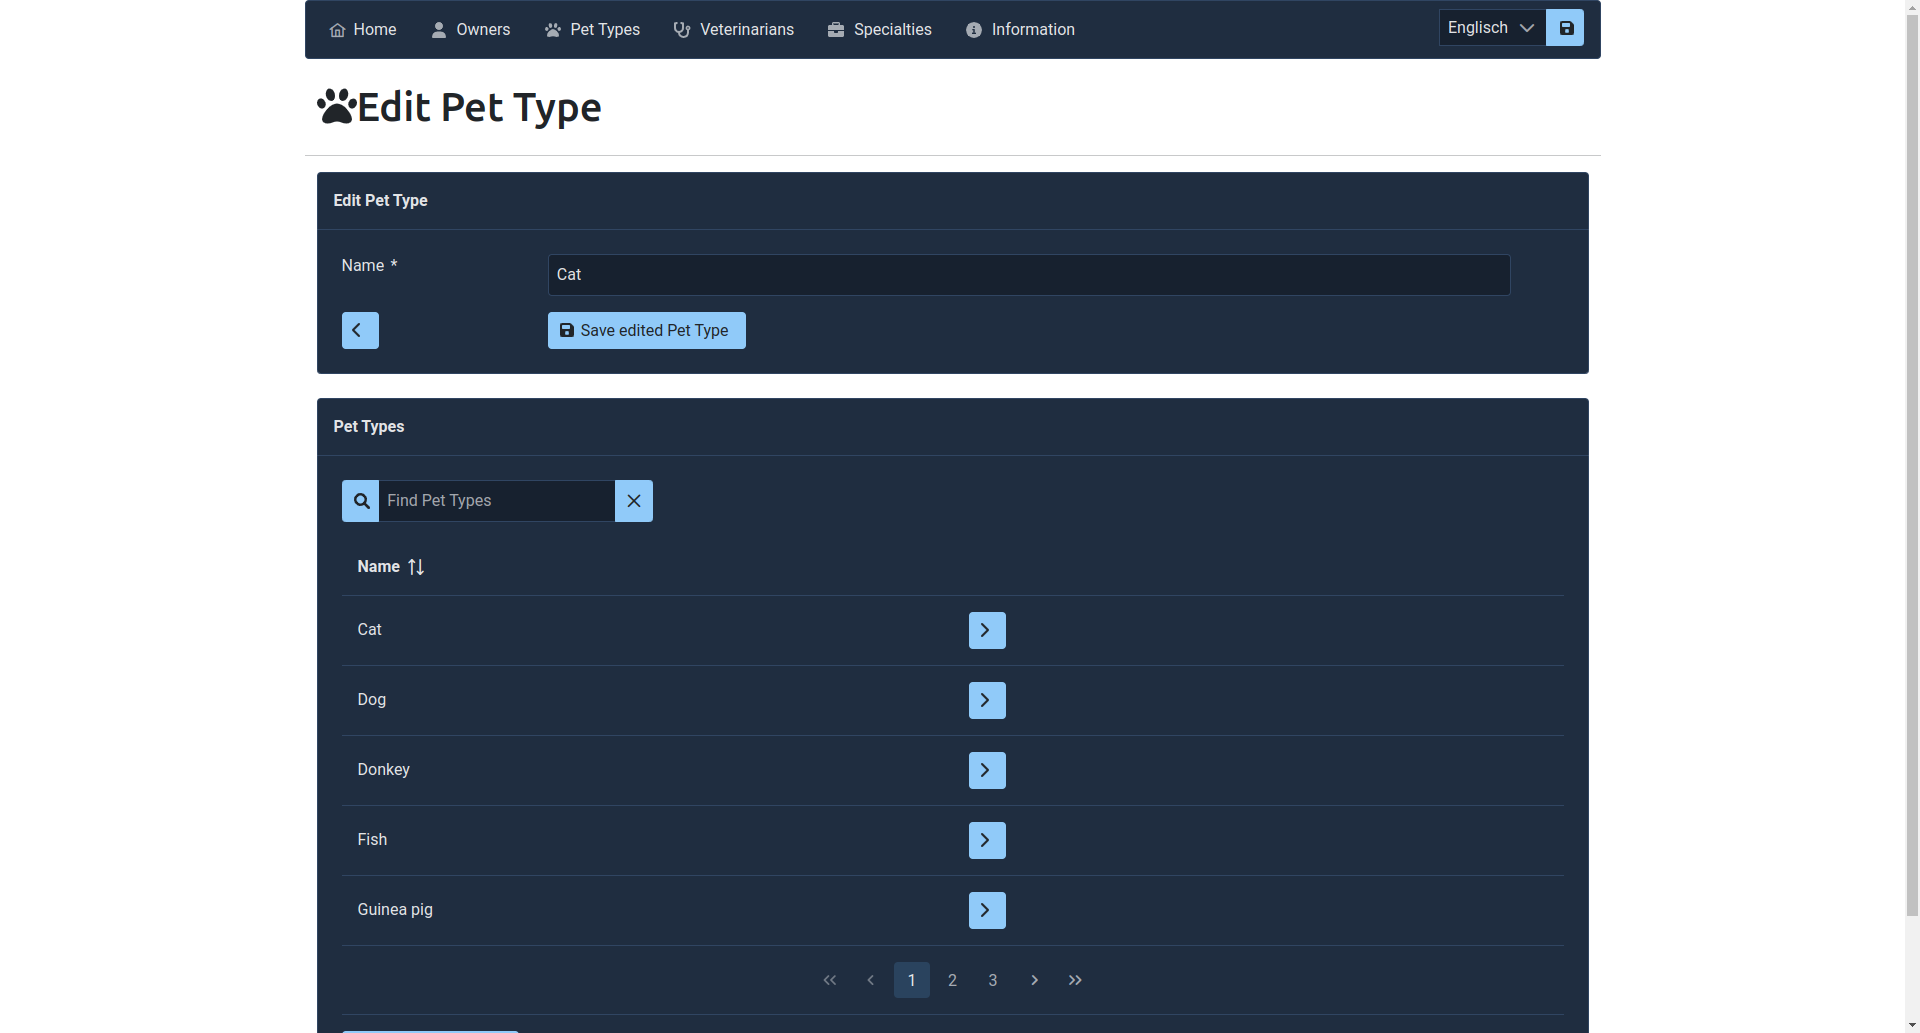 Home Owners Pet Types Veterinarians Specialties Information Englisch
Edit Pet Type
Edit Pet Type
Name *
Cat
Save edited Pet Type
Pet Types
Find Pet Types
Name
Cat
Dog
Donkey
Fish
Guinea pig
1 2 3